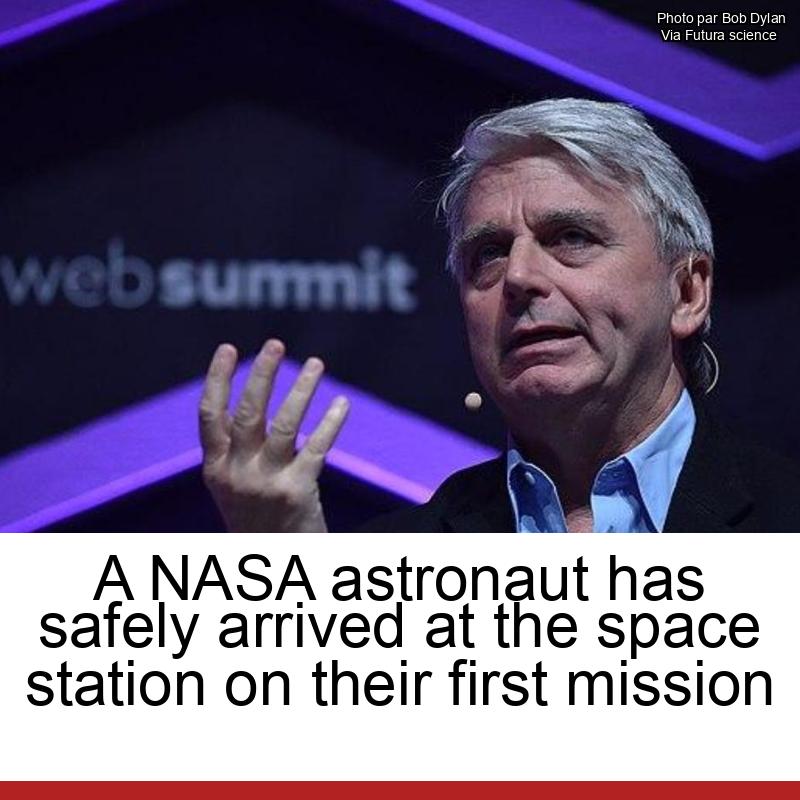 Photo par Bob Dylan
Via Futura science
websummit
A NASA astronaut has
safely arrived at the space
station on their first mission